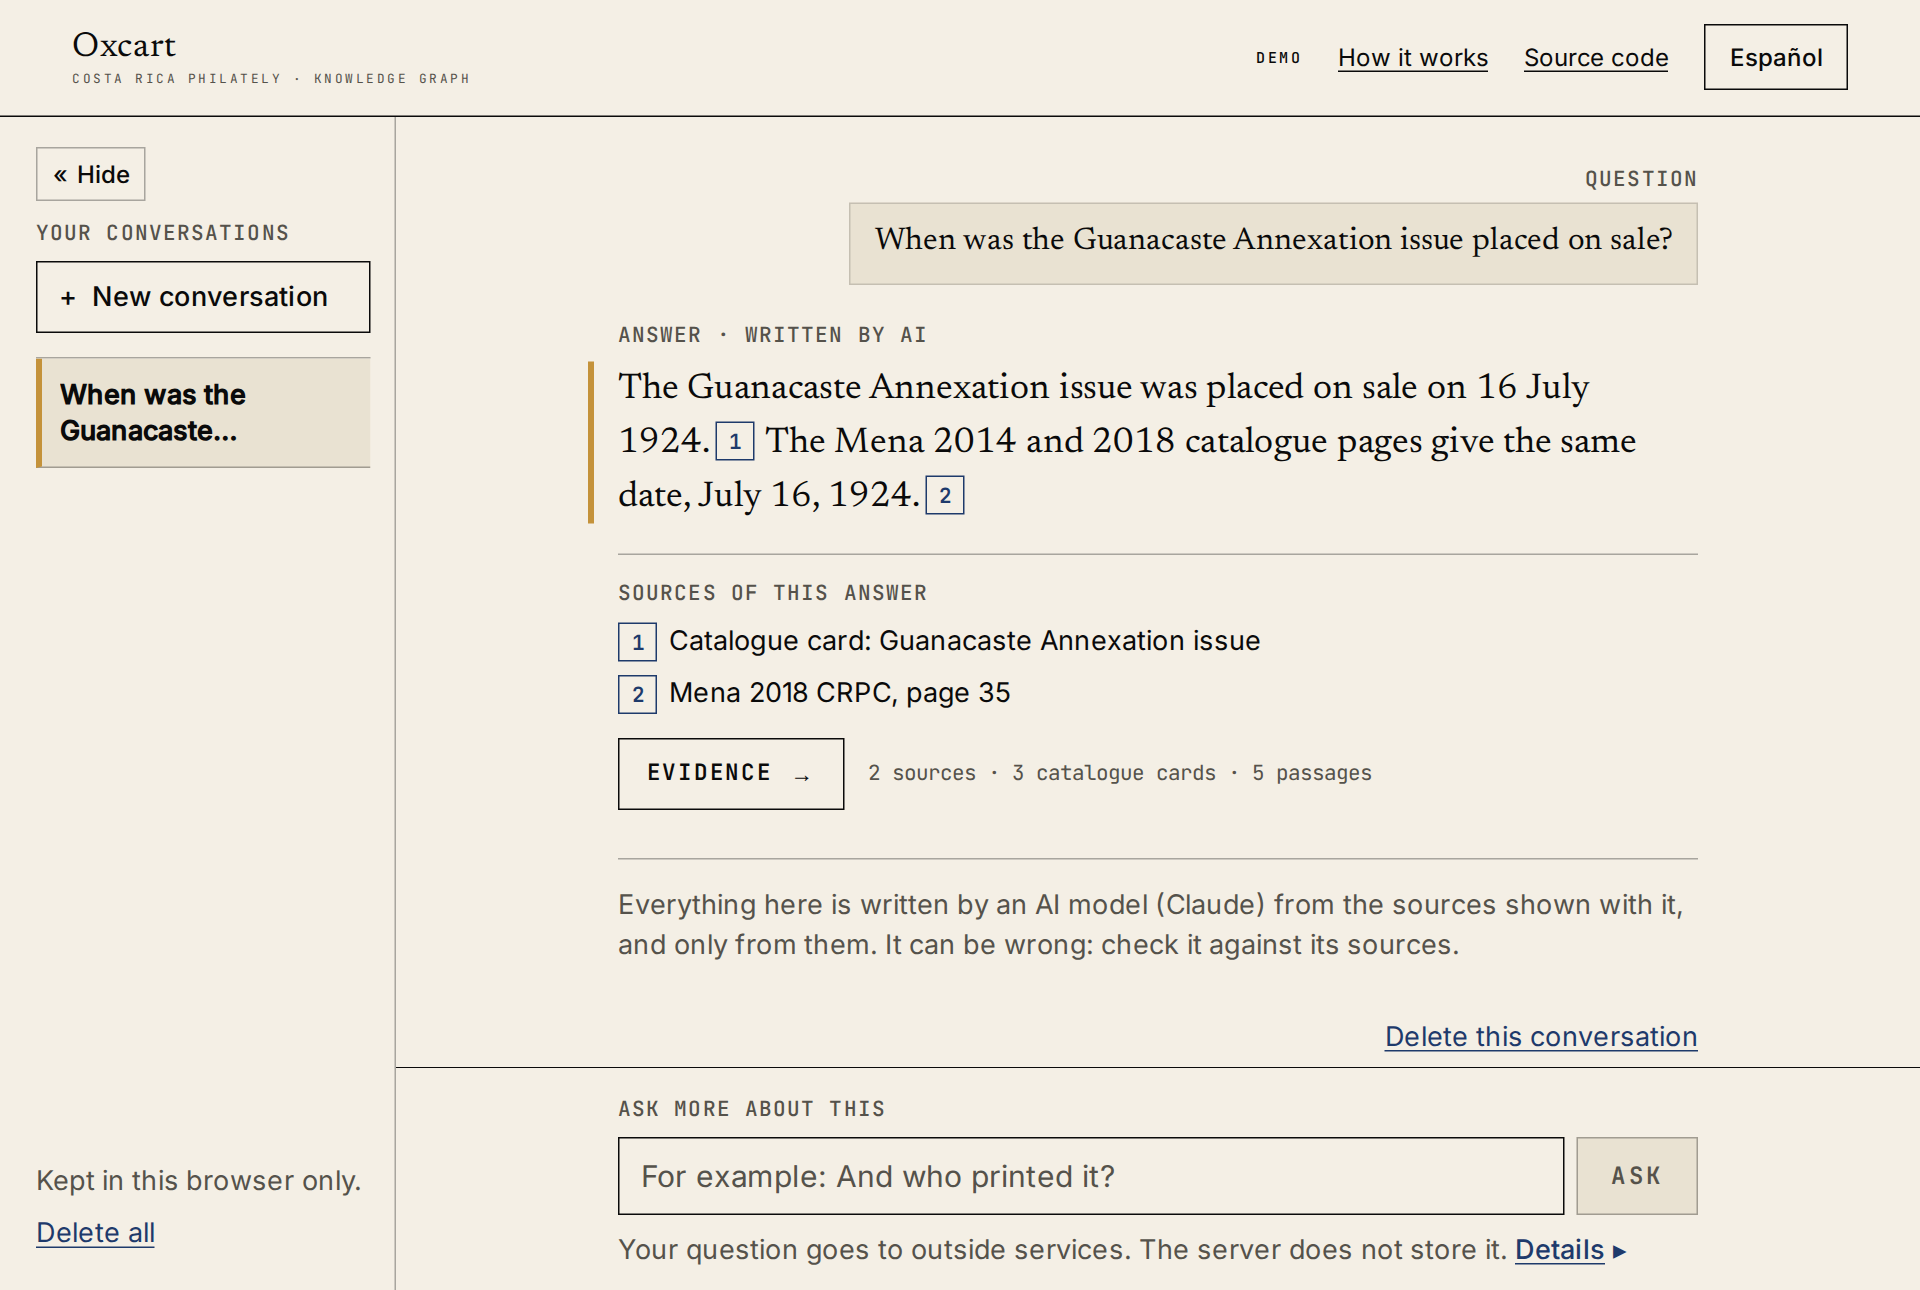 Oxcart
COSTA RICA PHILATELY · KNOWLEDGE GRAPH
DEMO
How it works
Source code
Español
« Hide
YOUR CONVERSATIONS
+ New conversation
When was the
Guanacaste…
Kept in this browser only.
Delete all
QUESTION
When was the Guanacaste Annexation issue placed on sale?
ANSWER · WRITTEN BY AI
The Guanacaste Annexation issue was placed on sale on 16 July
1924. 1 The Mena 2014 and 2018 catalogue pages give the same
date, July 16, 1924. 2
SOURCES OF THIS ANSWER
1 Catalogue card: Guanacaste Annexation issue
2 Mena 2018 CRPC, page 35
EVIDENCE →
2 sources · 3 catalogue cards · 5 passages
Everything here is written by an AI model (Claude) from the sources shown with it,
and only from them. It can be wrong: check it against its sources.
Delete this conversation
ASK MORE ABOUT THIS
For example: And who printed it?
ASK
Your question goes to outside services. The server does not store it. Details ▸